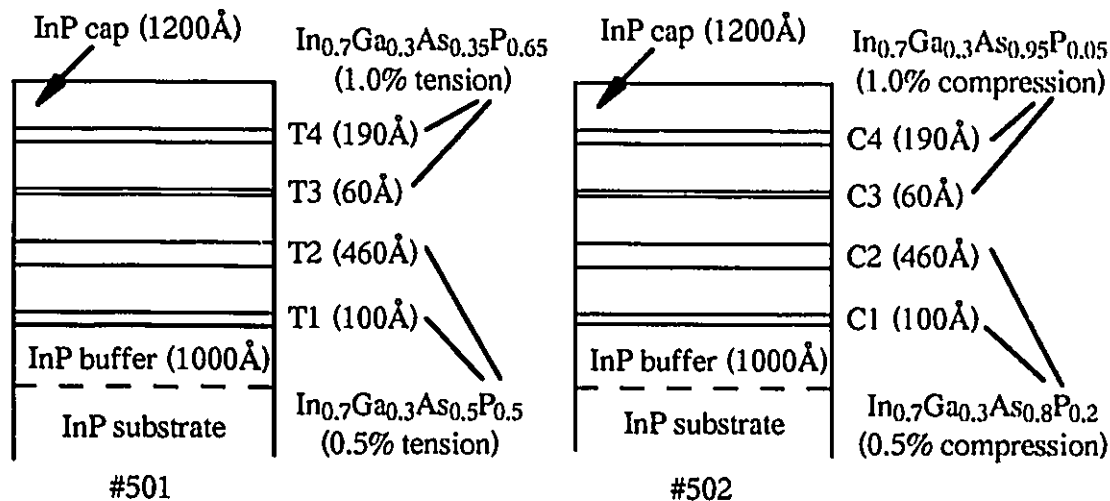 InP cap (1200Å)
In₀.₇Ga₀.₃As₀.₃₅P₀.₆₅
(1.0% tension)
T4 (190Å)
T3 (60Å)
T2 (460Å)
T1 (100Å)
InP buffer (1000Å)
InP substrate
In₀.₇Ga₀.₃As₀.₅P₀.₅
(0.5% tension)
#501
InP cap (1200Å)
In₀.₇Ga₀.₃As₀.₉₅P₀.₀₅
(1.0% compression)
C4 (190Å)
C3 (60Å)
C2 (460Å)
C1 (100Å)
InP buffer (1000Å)
InP substrate
In₀.₇Ga₀.₃As₀.₈P₀.₂
(0.5% compression)
#502